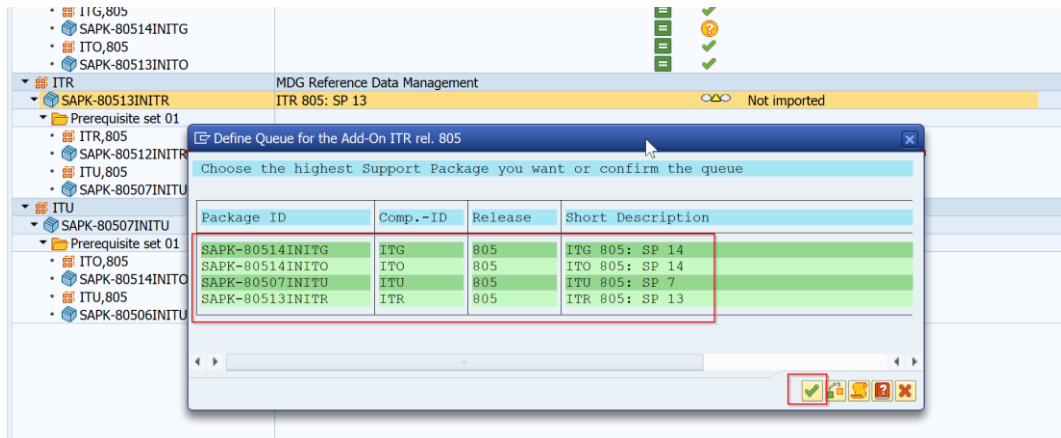 ITG,805
SAPK-80514INITG
ITO,805
SAPK-80513INITO
ITR MDG Reference Data Management
SAPK-80513INITR ITR 805: SP 13 Not imported
Prerequisite set 01
ITR,805
SAPK-80512INITR
ITU,805
SAPK-80507INITU
ITU
SAPK-80507INITU
Prerequisite set 01
ITO,805
SAPK-80514INITO
ITU,805
SAPK-80506INITU
Define Queue for the Add-On ITR rel. 805
Choose the highest Support Package you want or confirm the queue
Package ID Comp.-ID Release Short Description
SAPK-80514INITG ITG 805 ITG 805: SP 14
SAPK-80514INITO ITO 805 ITO 805: SP 14
SAPK-80507INITU ITU 805 ITU 805: SP 7
SAPK-80513INITR ITR 805 ITR 805: SP 13